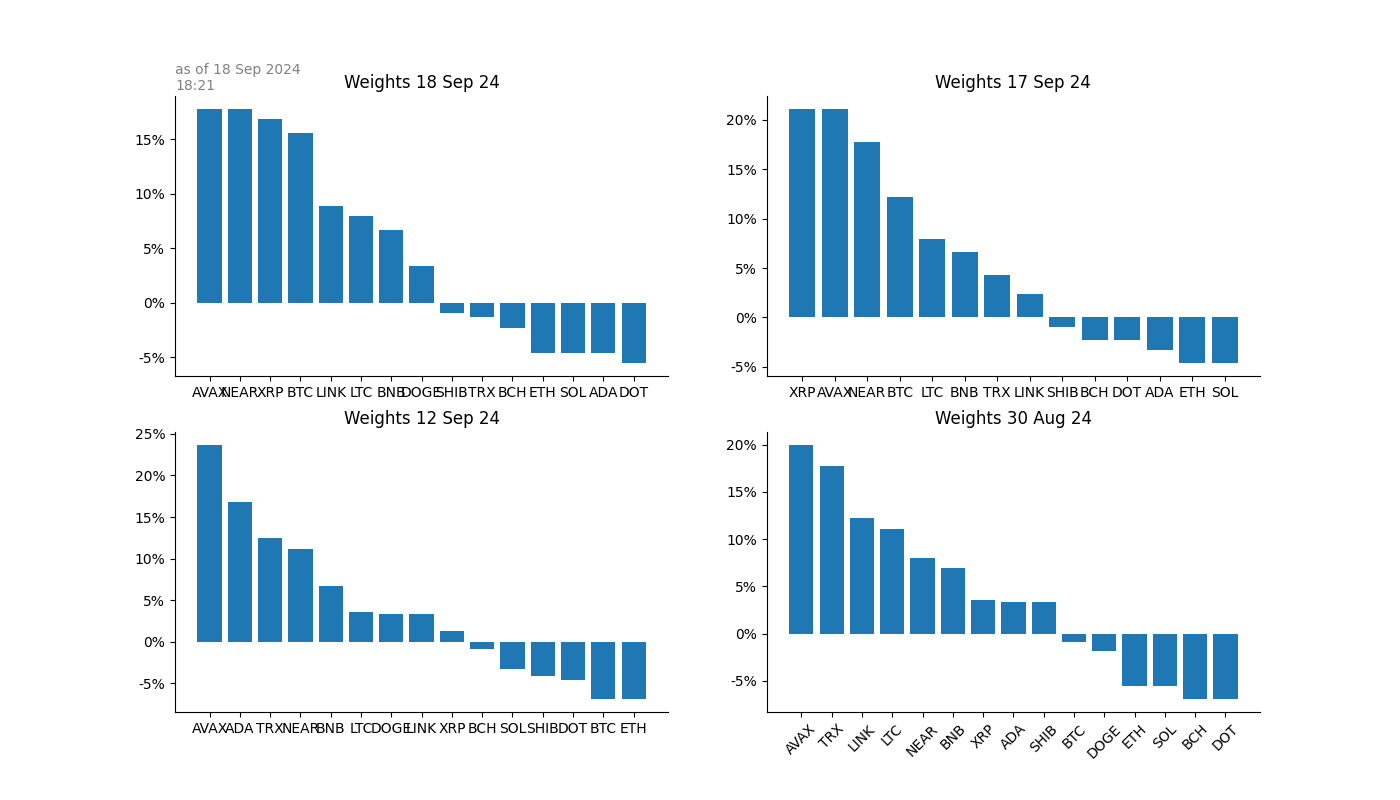 as of 18 Sep 2024
18:21
Weights 18 Sep 24
15%
10%
5%
0%
-5%
AVAX NEAR XRP BTC LINK LTC BNB DOGE SHIB TRX BCH ETH SOL ADA DOT
Weights 17 Sep 24
20%
15%
10%
5%
0%
-5%
XRP AVAX NEAR BTC LTC BNB TRX LINK SHIB BCH DOT ADA ETH SOL
Weights 12 Sep 24
25%
20%
15%
10%
5%
0%
-5%
AVAX ADA TRX NEAR BNB LTC DOGE LINK XRP BCH SOL SHIB DOT BTC ETH
Weights 30 Aug 24
20%
15%
10%
5%
0%
-5%
AVAX TRX LINK LTC NEAR BNB XRP ADA SHIB BTC DOGE ETH SOL BCH DOT